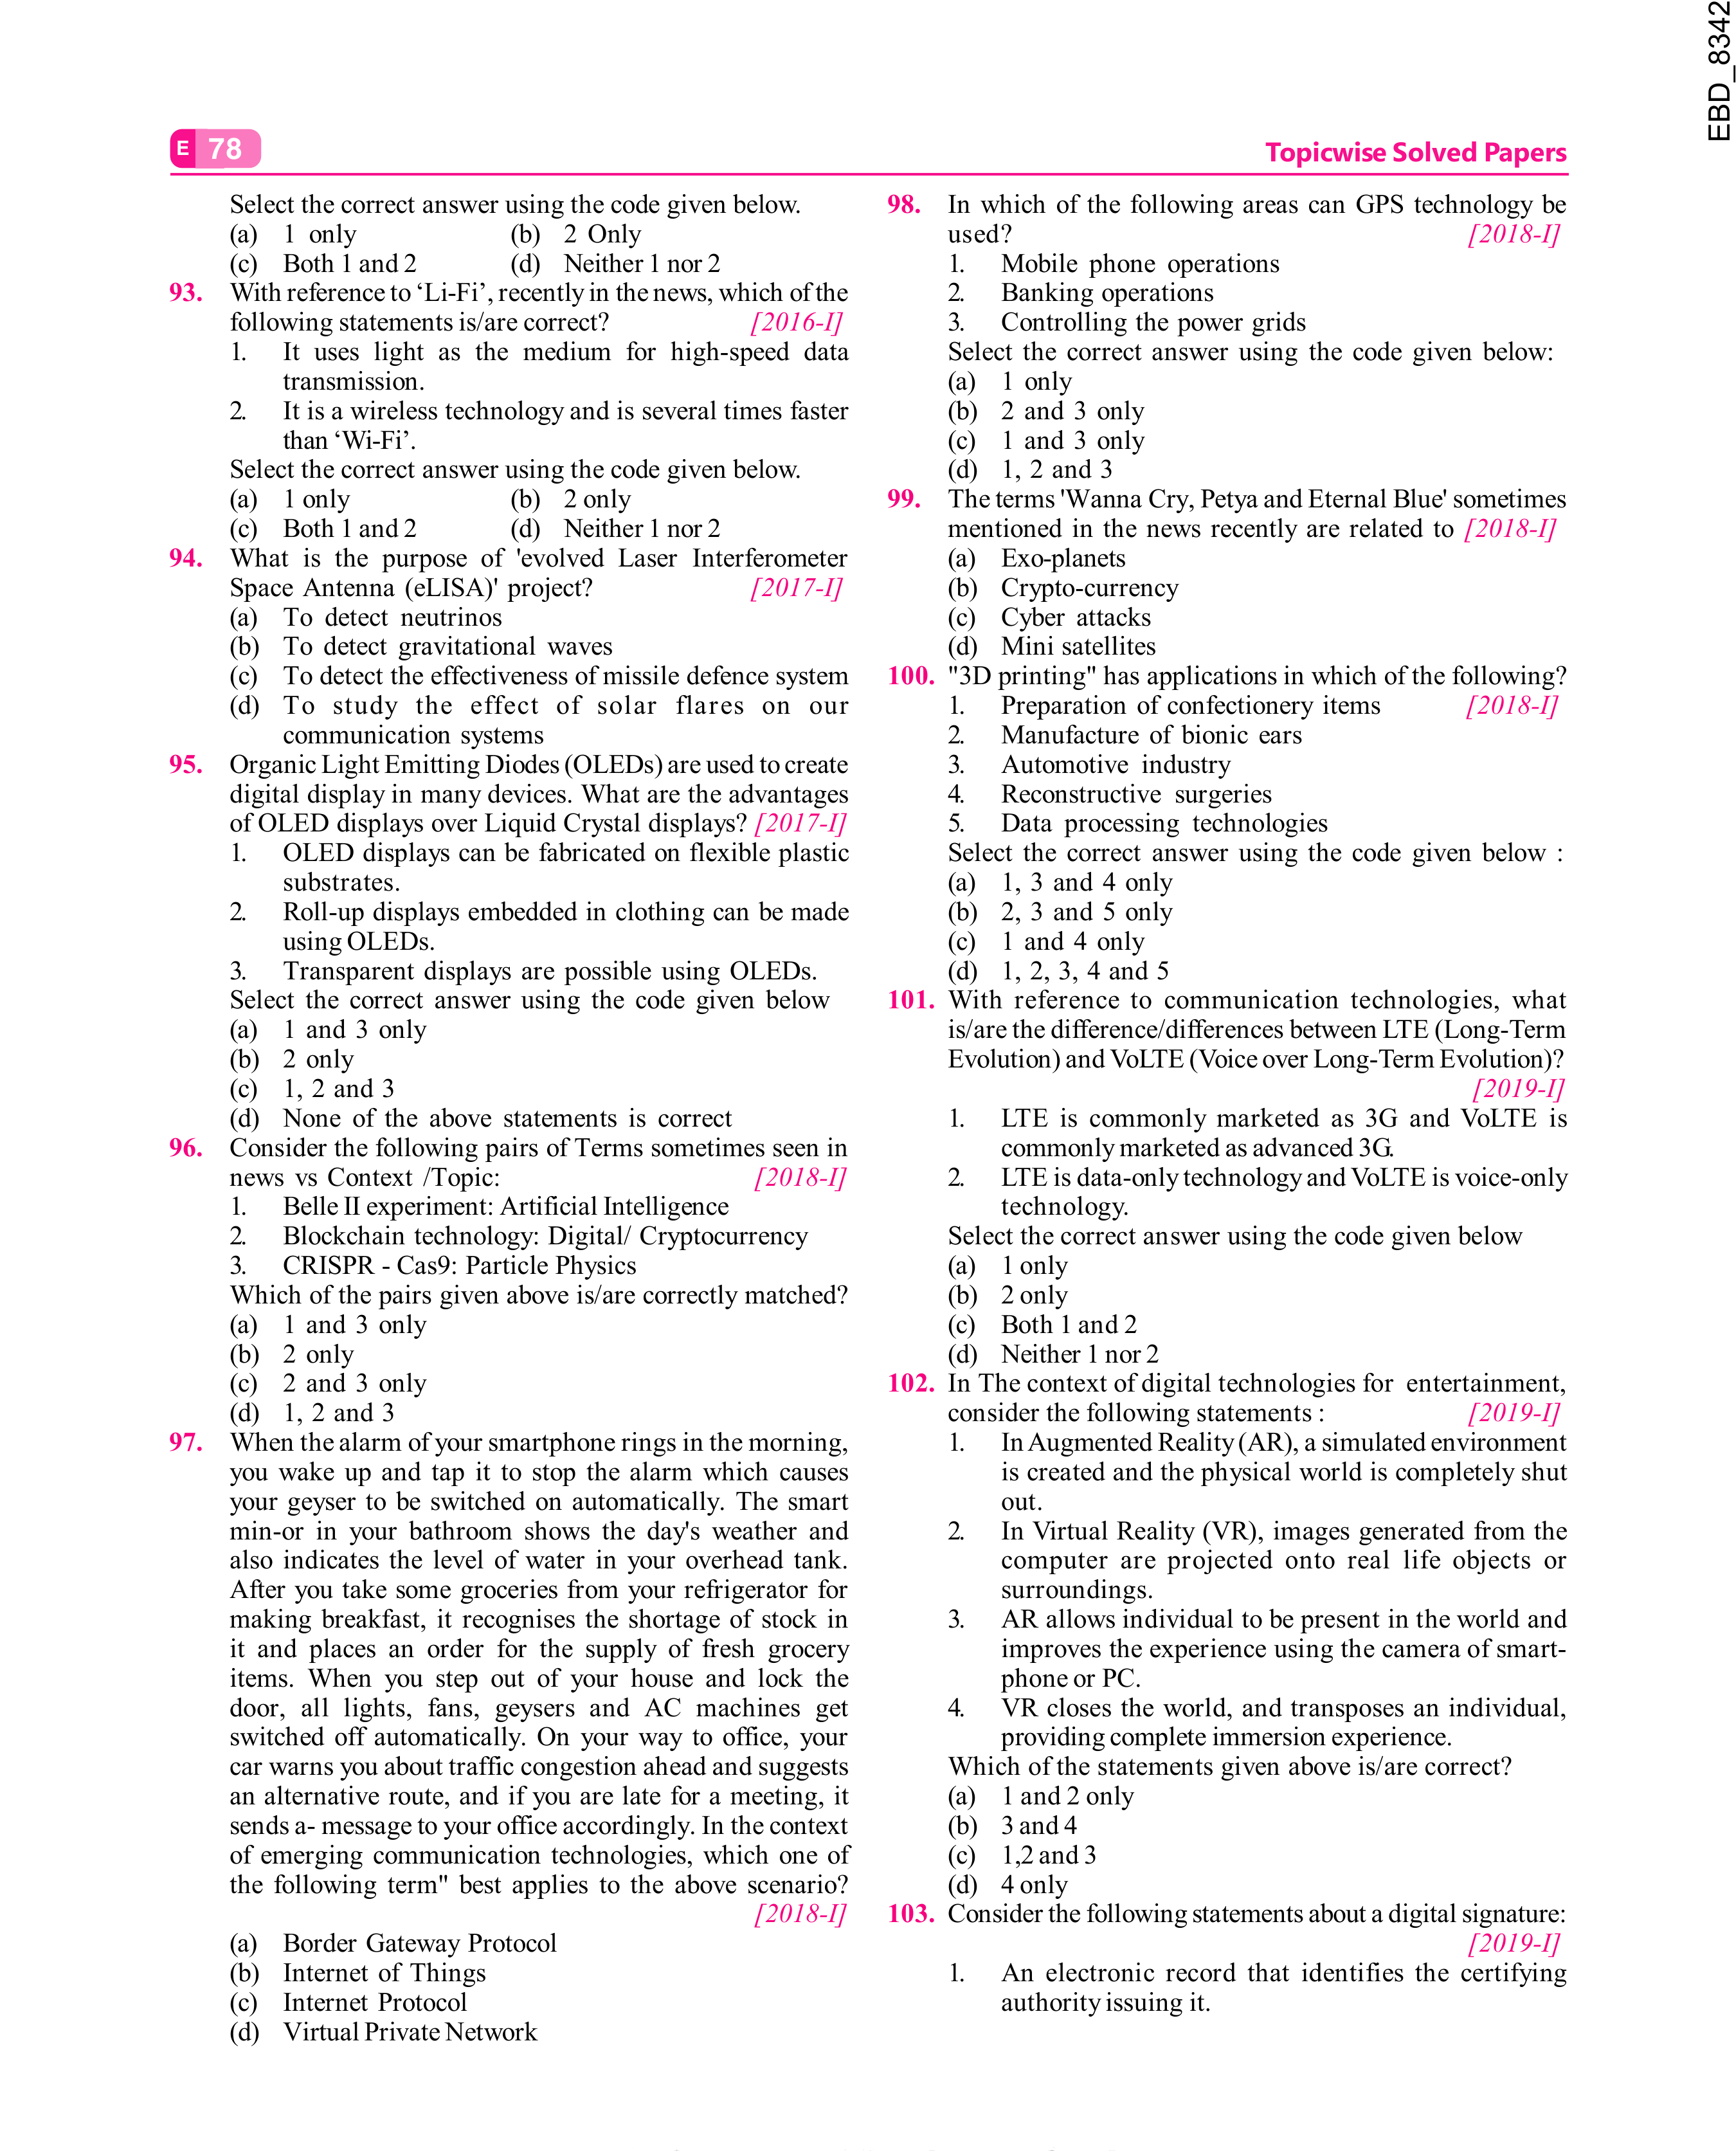 EBD_8342
E 78
Topicwise Solved Papers
Select the correct answer using the code given below.
(a) 1 only (b) 2 Only
(c) Both 1 and 2 (d) Neither 1 nor 2
93. With reference to ‘Li-Fi’, recently in the news, which of the
following statements is/are correct? [2016-I]
1. It uses light as the medium for high-speed data
transmission.
2. It is a wireless technology and is several times faster
than ‘Wi-Fi’.
Select the correct answer using the code given below.
(a) 1 only (b) 2 only
(c) Both 1 and 2 (d) Neither 1 nor 2
94. What is the purpose of 'evolved Laser Interferometer
Space Antenna (eLISA)' project? [2017-I]
(a) To detect neutrinos
(b) To detect gravitational waves
(c) To detect the effectiveness of missile defence system
(d) To study the effect of solar flares on our
communication systems
95. Organic Light Emitting Diodes (OLEDs) are used to create
digital display in many devices. What are the advantages
of OLED displays over Liquid Crystal displays? [2017-I]
1. OLED displays can be fabricated on flexible plastic
substrates.
2. Roll-up displays embedded in clothing can be made
using OLEDs.
3. Transparent displays are possible using OLEDs.
Select the correct answer using the code given below
(a) 1 and 3 only
(b) 2 only
(c) 1, 2 and 3
(d) None of the above statements is correct
96. Consider the following pairs of Terms sometimes seen in
news vs Context /Topic: [2018-I]
1. Belle II experiment: Artificial Intelligence
2. Blockchain technology: Digital/ Cryptocurrency
3. CRISPR - Cas9: Particle Physics
Which of the pairs given above is/are correctly matched?
(a) 1 and 3 only
(b) 2 only
(c) 2 and 3 only
(d) 1, 2 and 3
97. When the alarm of your smartphone rings in the morning,
you wake up and tap it to stop the alarm which causes
your geyser to be switched on automatically. The smart
min-or in your bathroom shows the day's weather and
also indicates the level of water in your overhead tank.
After you take some groceries from your refrigerator for
making breakfast, it recognises the shortage of stock in
it and places an order for the supply of fresh grocery
items. When you step out of your house and lock the
door, all lights, fans, geysers and AC machines get
switched off automatically. On your way to office, your
car warns you about traffic congestion ahead and suggests
an alternative route, and if you are late for a meeting, it
sends a- message to your office accordingly. In the context
of emerging communication technologies, which one of
the following term" best applies to the above scenario?
[2018-I]
(a) Border Gateway Protocol
(b) Internet of Things
(c) Internet Protocol
(d) Virtual Private Network
98. In which of the following areas can GPS technology be
used? [2018-I]
1. Mobile phone operations
2. Banking operations
3. Controlling the power grids
Select the correct answer using the code given below:
(a) 1 only
(b) 2 and 3 only
(c) 1 and 3 only
(d) 1, 2 and 3
99. The terms 'Wanna Cry, Petya and Eternal Blue' sometimes
mentioned in the news recently are related to [2018-I]
(a) Exo-planets
(b) Crypto-currency
(c) Cyber attacks
(d) Mini satellites
100. "3D printing" has applications in which of the following?
1. Preparation of confectionery items [2018-I]
2. Manufacture of bionic ears
3. Automotive industry
4. Reconstructive surgeries
5. Data processing technologies
Select the correct answer using the code given below :
(a) 1, 3 and 4 only
(b) 2, 3 and 5 only
(c) 1 and 4 only
(d) 1, 2, 3, 4 and 5
101. With reference to communication technologies, what
is/are the difference/differences between LTE (Long-Term
Evolution) and VoLTE (Voice over Long-Term Evolution)?
[2019-I]
1. LTE is commonly marketed as 3G and VoLTE is
commonly marketed as advanced 3G.
2. LTE is data-only technology and VoLTE is voice-only
technology.
Select the correct answer using the code given below
(a) 1 only
(b) 2 only
(c) Both 1 and 2
(d) Neither 1 nor 2
102. In The context of digital technologies for entertainment,
consider the following statements : [2019-I]
1. In Augmented Reality (AR), a simulated environment
is created and the physical world is completely shut
out.
2. In Virtual Reality (VR), images generated from the
computer are projected onto real life objects or
surroundings.
3. AR allows individual to be present in the world and
improves the experience using the camera of smart-
phone or PC.
4. VR closes the world, and transposes an individual,
providing complete immersion experience.
Which of the statements given above is/are correct?
(a) 1 and 2 only
(b) 3 and 4
(c) 1,2 and 3
(d) 4 only
103. Consider the following statements about a digital signature:
[2019-I]
1. An electronic record that identifies the certifying
authority issuing it.